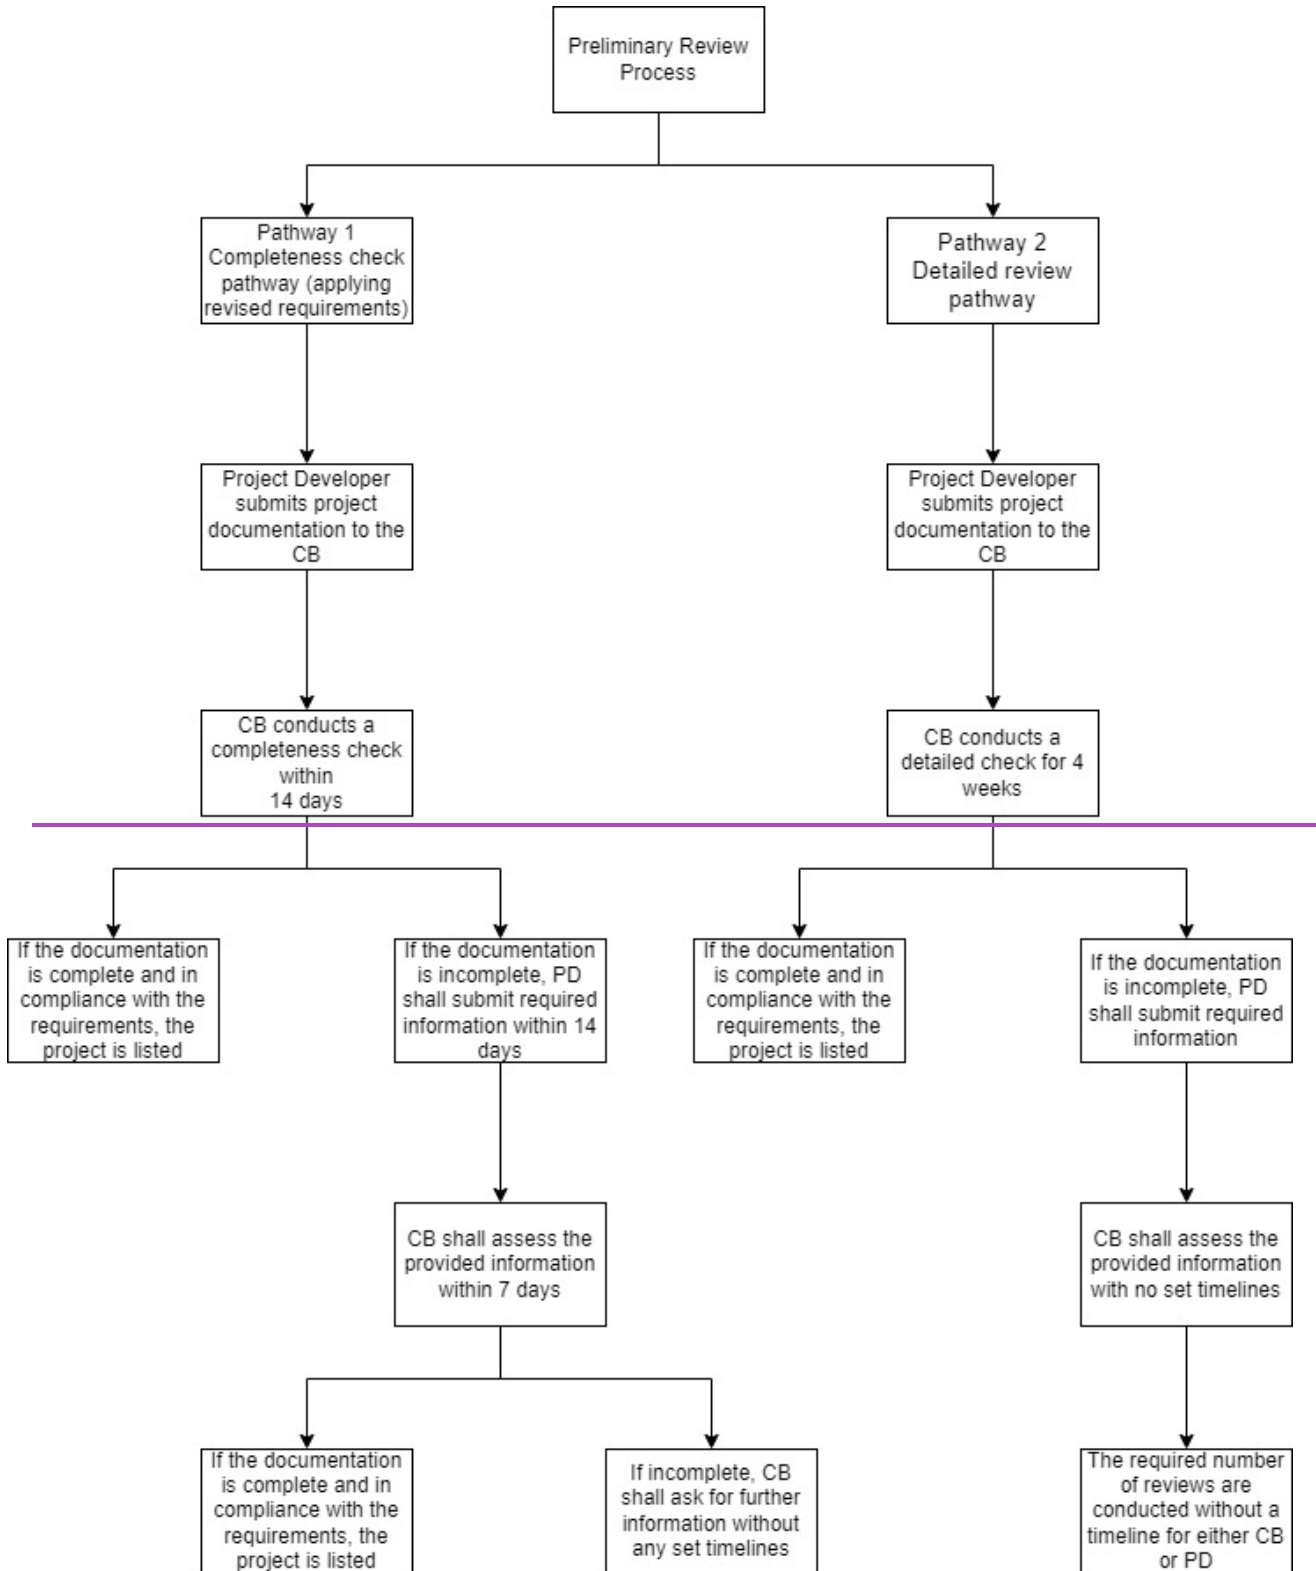 Preliminary Review
Process
Pathway 1
Completeness check
pathway (applying
revised requirements)
Pathway 2
Detailed review
pathway
Project Developer
submits project
documentation to the
CB
Project Developer
submits project
documentation to the
CB
CB conducts a
completeness check
within
14 days
CB conducts a
detailed check for 4
weeks
If the documentation
is complete and in
compliance with the
requirements, the
project is listed
If the documentation
is incomplete, PD
shall submit required
information within 14
days
If the documentation
is complete and in
compliance with the
requirements, the
project is listed
If the documentation
is incomplete, PD
shall submit required
information
CB shall assess the
provided information
within 7 days
CB shall assess the
provided information
with no set timelines
If the documentation
is complete and in
compliance with the
requirements, the
project is listed
If incomplete, CB
shall ask for further
information without
any set timelines
The required number
of reviews are
conducted without a
timeline for either CB
or PD